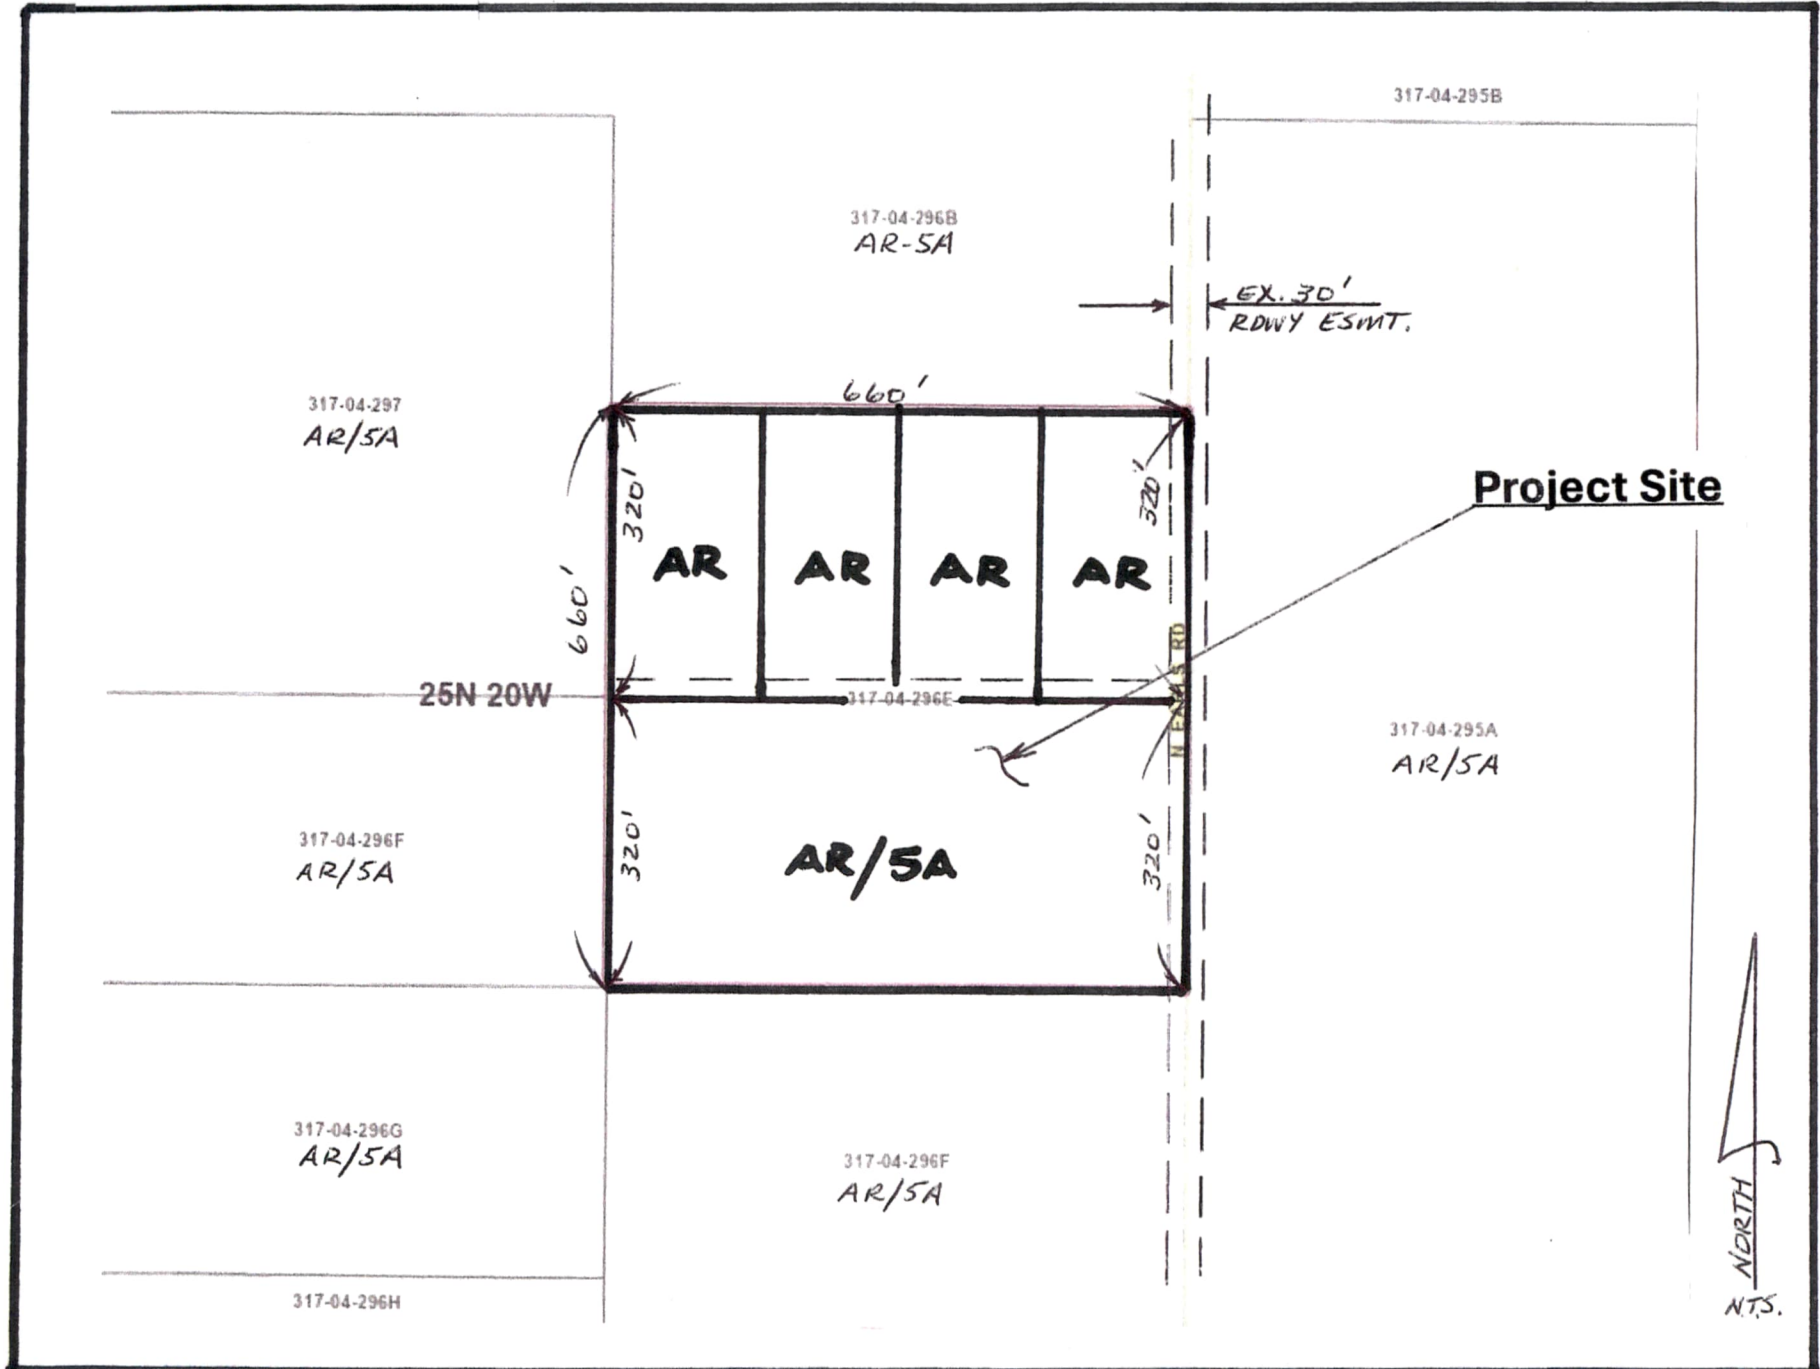 317-04-295B
317-04-296B
AR-5A
EX. 30'
RDWY ESMT.
660'
317-04-297
AR/5A
Project Site
320'
320'
AR AR AR AR
660'
25N 20W
317-04-296E
317-04-295A
AR/5A
320'
320'
AR/5A
317-04-296F
AR/5A
317-04-296G
AR/5A
317-04-296F
AR/5A
317-04-296H
NORTH
N.T.S.